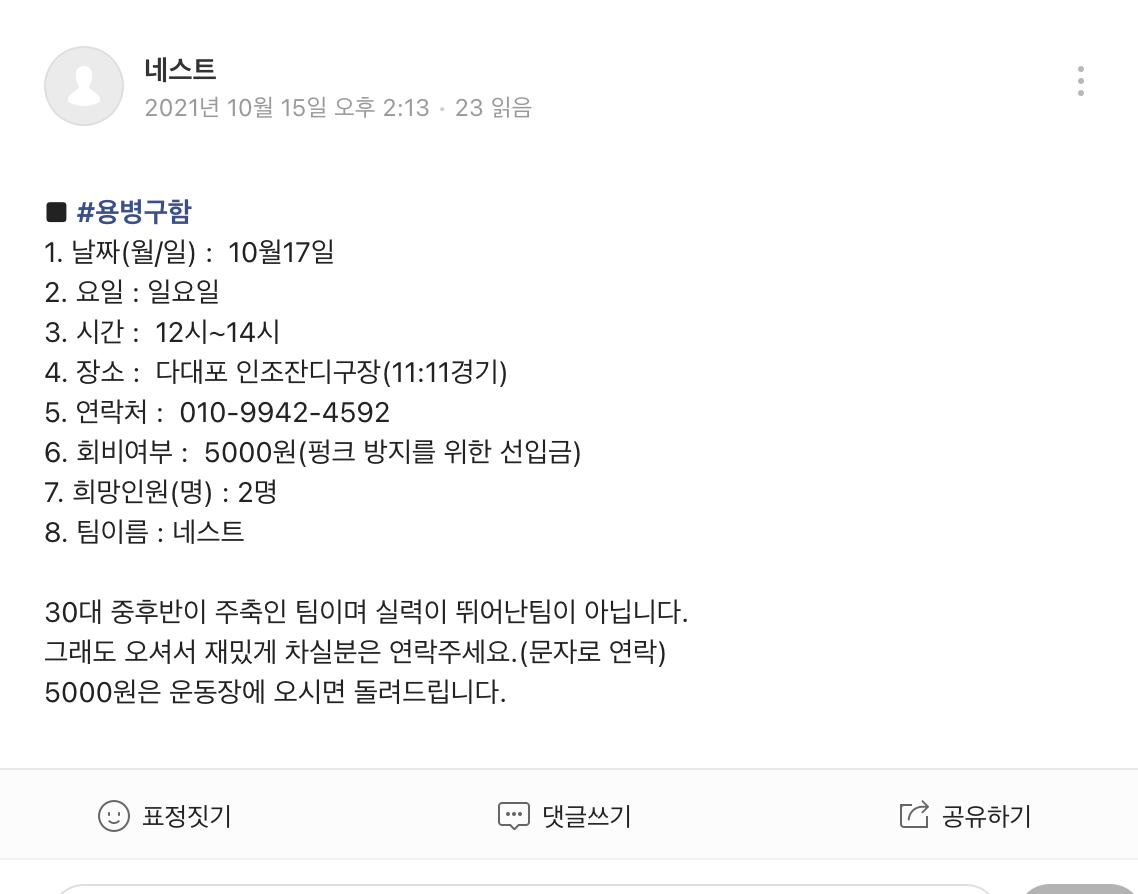 네스트
2021년 10월 15일 오후 2:13 · 23 읽음
■ #용병구함
1. 날짜(월/일) : 10월17일
2. 요일 : 일요일
3. 시간 : 12시~14시
4. 장소 : 다대포 인조잔디구장(11:11경기)
5. 연락처 : 010-9942-4592
6. 회비여부 : 5000원(펑크 방지를 위한 선입금)
7. 희망인원(명) : 2명
8. 팀이름 : 네스트
30대 중후반이 주축인 팀이며 실력이 뛰어난팀이 아닙니다.
그래도 오셔서 재밌게 차실분은 연락주세요.(문자로 연락)
5000원은 운동장에 오시면 돌려드립니다.
표정짓기 댓글쓰기 공유하기